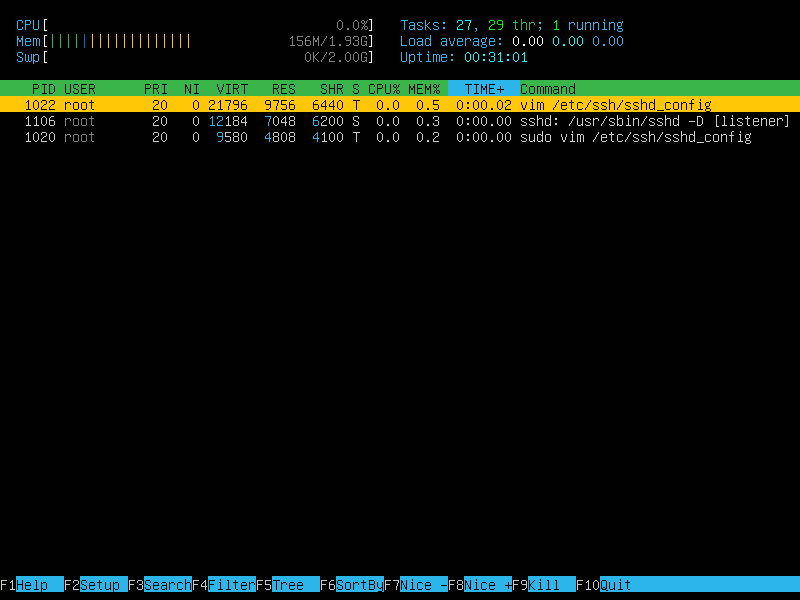 CPU[ 0.0%] Tasks: 27, 29 thr; 1 running
Mem[||||||||||||||||||156M/1.93G] Load average: 0.00 0.00 0.00
Swp[ 0K/2.00G] Uptime: 00:31:01
PID USER PRI NI VIRT RES SHR S CPU% MEM% TIME+ Command
1022 root 20 0 21796 9756 6440 T 0.0 0.5 0:00.02 vim /etc/ssh/sshd_config
1106 root 20 0 12184 7048 6200 S 0.0 0.3 0:00.00 sshd: /usr/sbin/sshd -D [listener]
1020 root 20 0 9580 4808 4100 T 0.0 0.2 0:00.00 sudo vim /etc/ssh/sshd_config
F1Help F2Setup F3SearchF4FilterF5Tree F6SortByF7Nice -F8Nice +F9Kill F10Quit